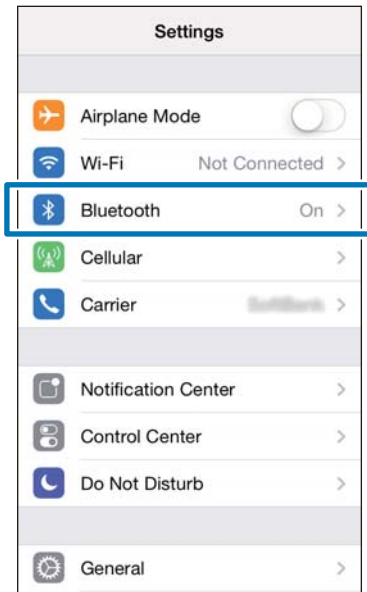 Settings
Airplane Mode
Wi-Fi Not Connected
Bluetooth On
Cellular
Carrier
Notification Center
Control Center
Do Not Disturb
General